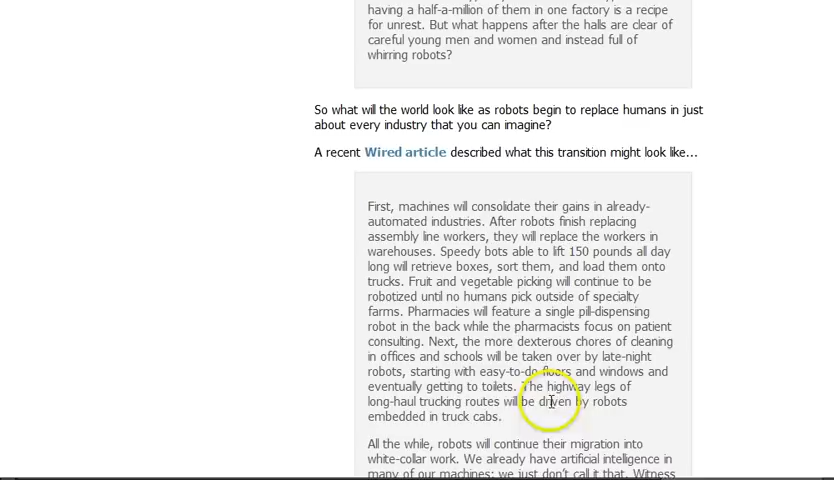 having a half-a-million of them in one factory is a recipe
for unrest. But what happens after the halls are clear of
careful young men and women and instead full of
whirring robots?
So what will the world look like as robots begin to replace humans in just
about every industry that you can imagine?
A recent Wired article described what this transition might look like...
First, machines will consolidate their gains in already-
automated industries. After robots finish replacing
assembly line workers, they will replace the workers in
warehouses. Speedy bots able to lift 150 pounds all day
long will retrieve boxes, sort them, and load them onto
trucks. Fruit and vegetable picking will continue to be
robotized until no humans pick outside of specialty
farms. Pharmacies will feature a single pill-dispensing
robot in the back while the pharmacists focus on patient
consulting. Next, the more dexterous chores of cleaning
in offices and schools will be taken over by late-night
robots, starting with easy-to-do floors and windows and
eventually getting to toilets. The highway legs of
long-haul trucking routes will be driven by robots
embedded in truck cabs.
All the while, robots will continue their migration into
white-collar work. We already have artificial intelligence in
many of our machines; we just don't call it that. Witness